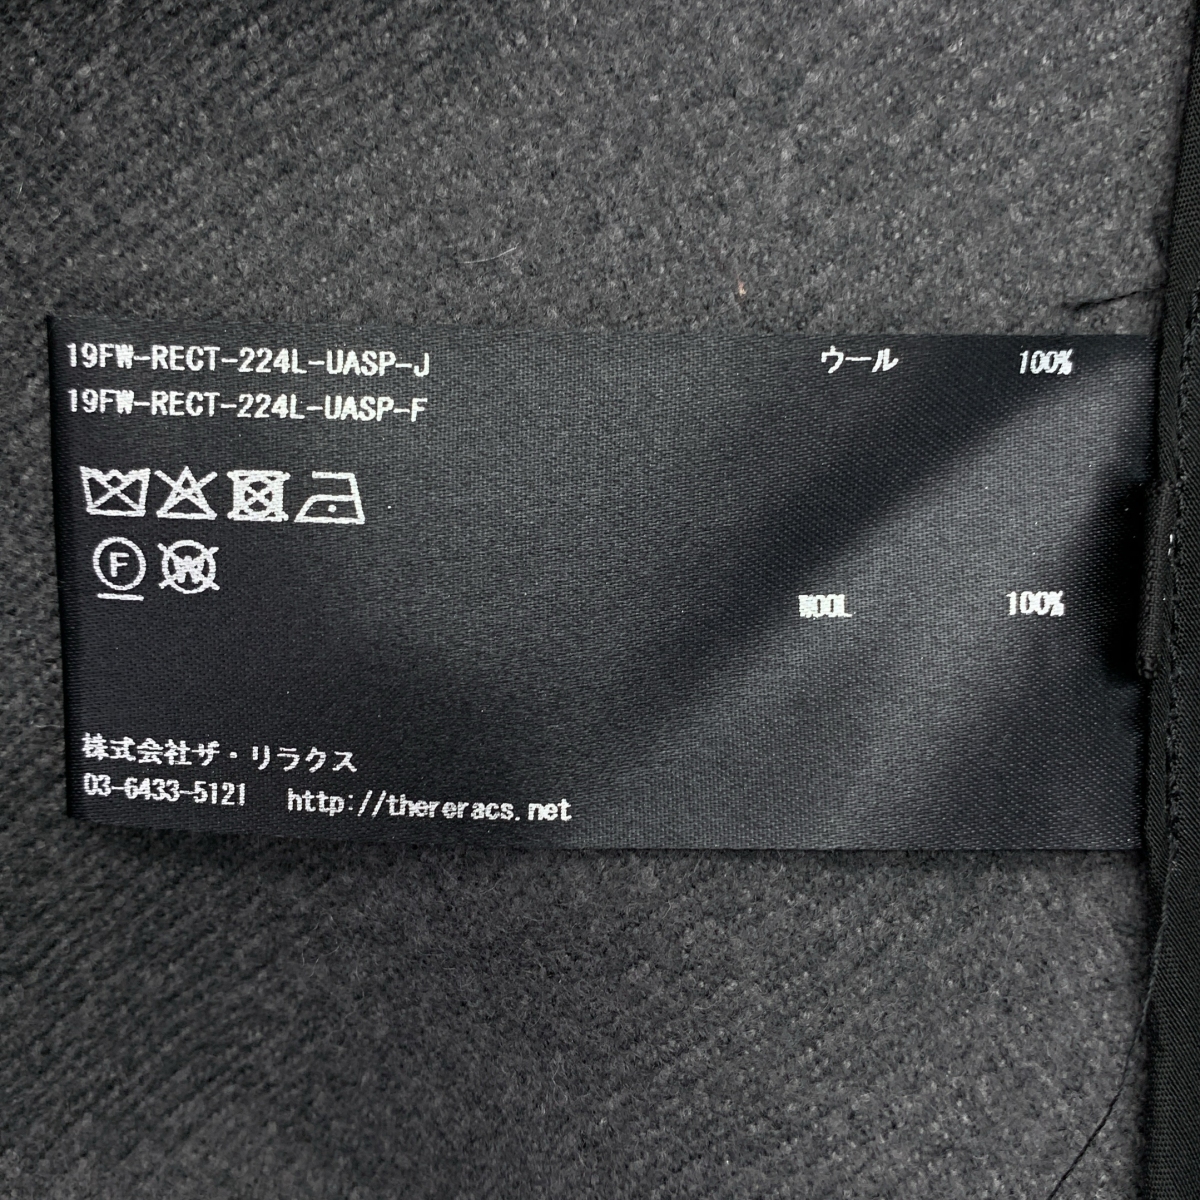 19FW-RECT-224L-UASP-J
19FW-RECT-224L-UASP-F
ウール 100%
F
W
WOOL 100%
株式会社ザ・リラクス
03-6433-5121 http://thereracs.net